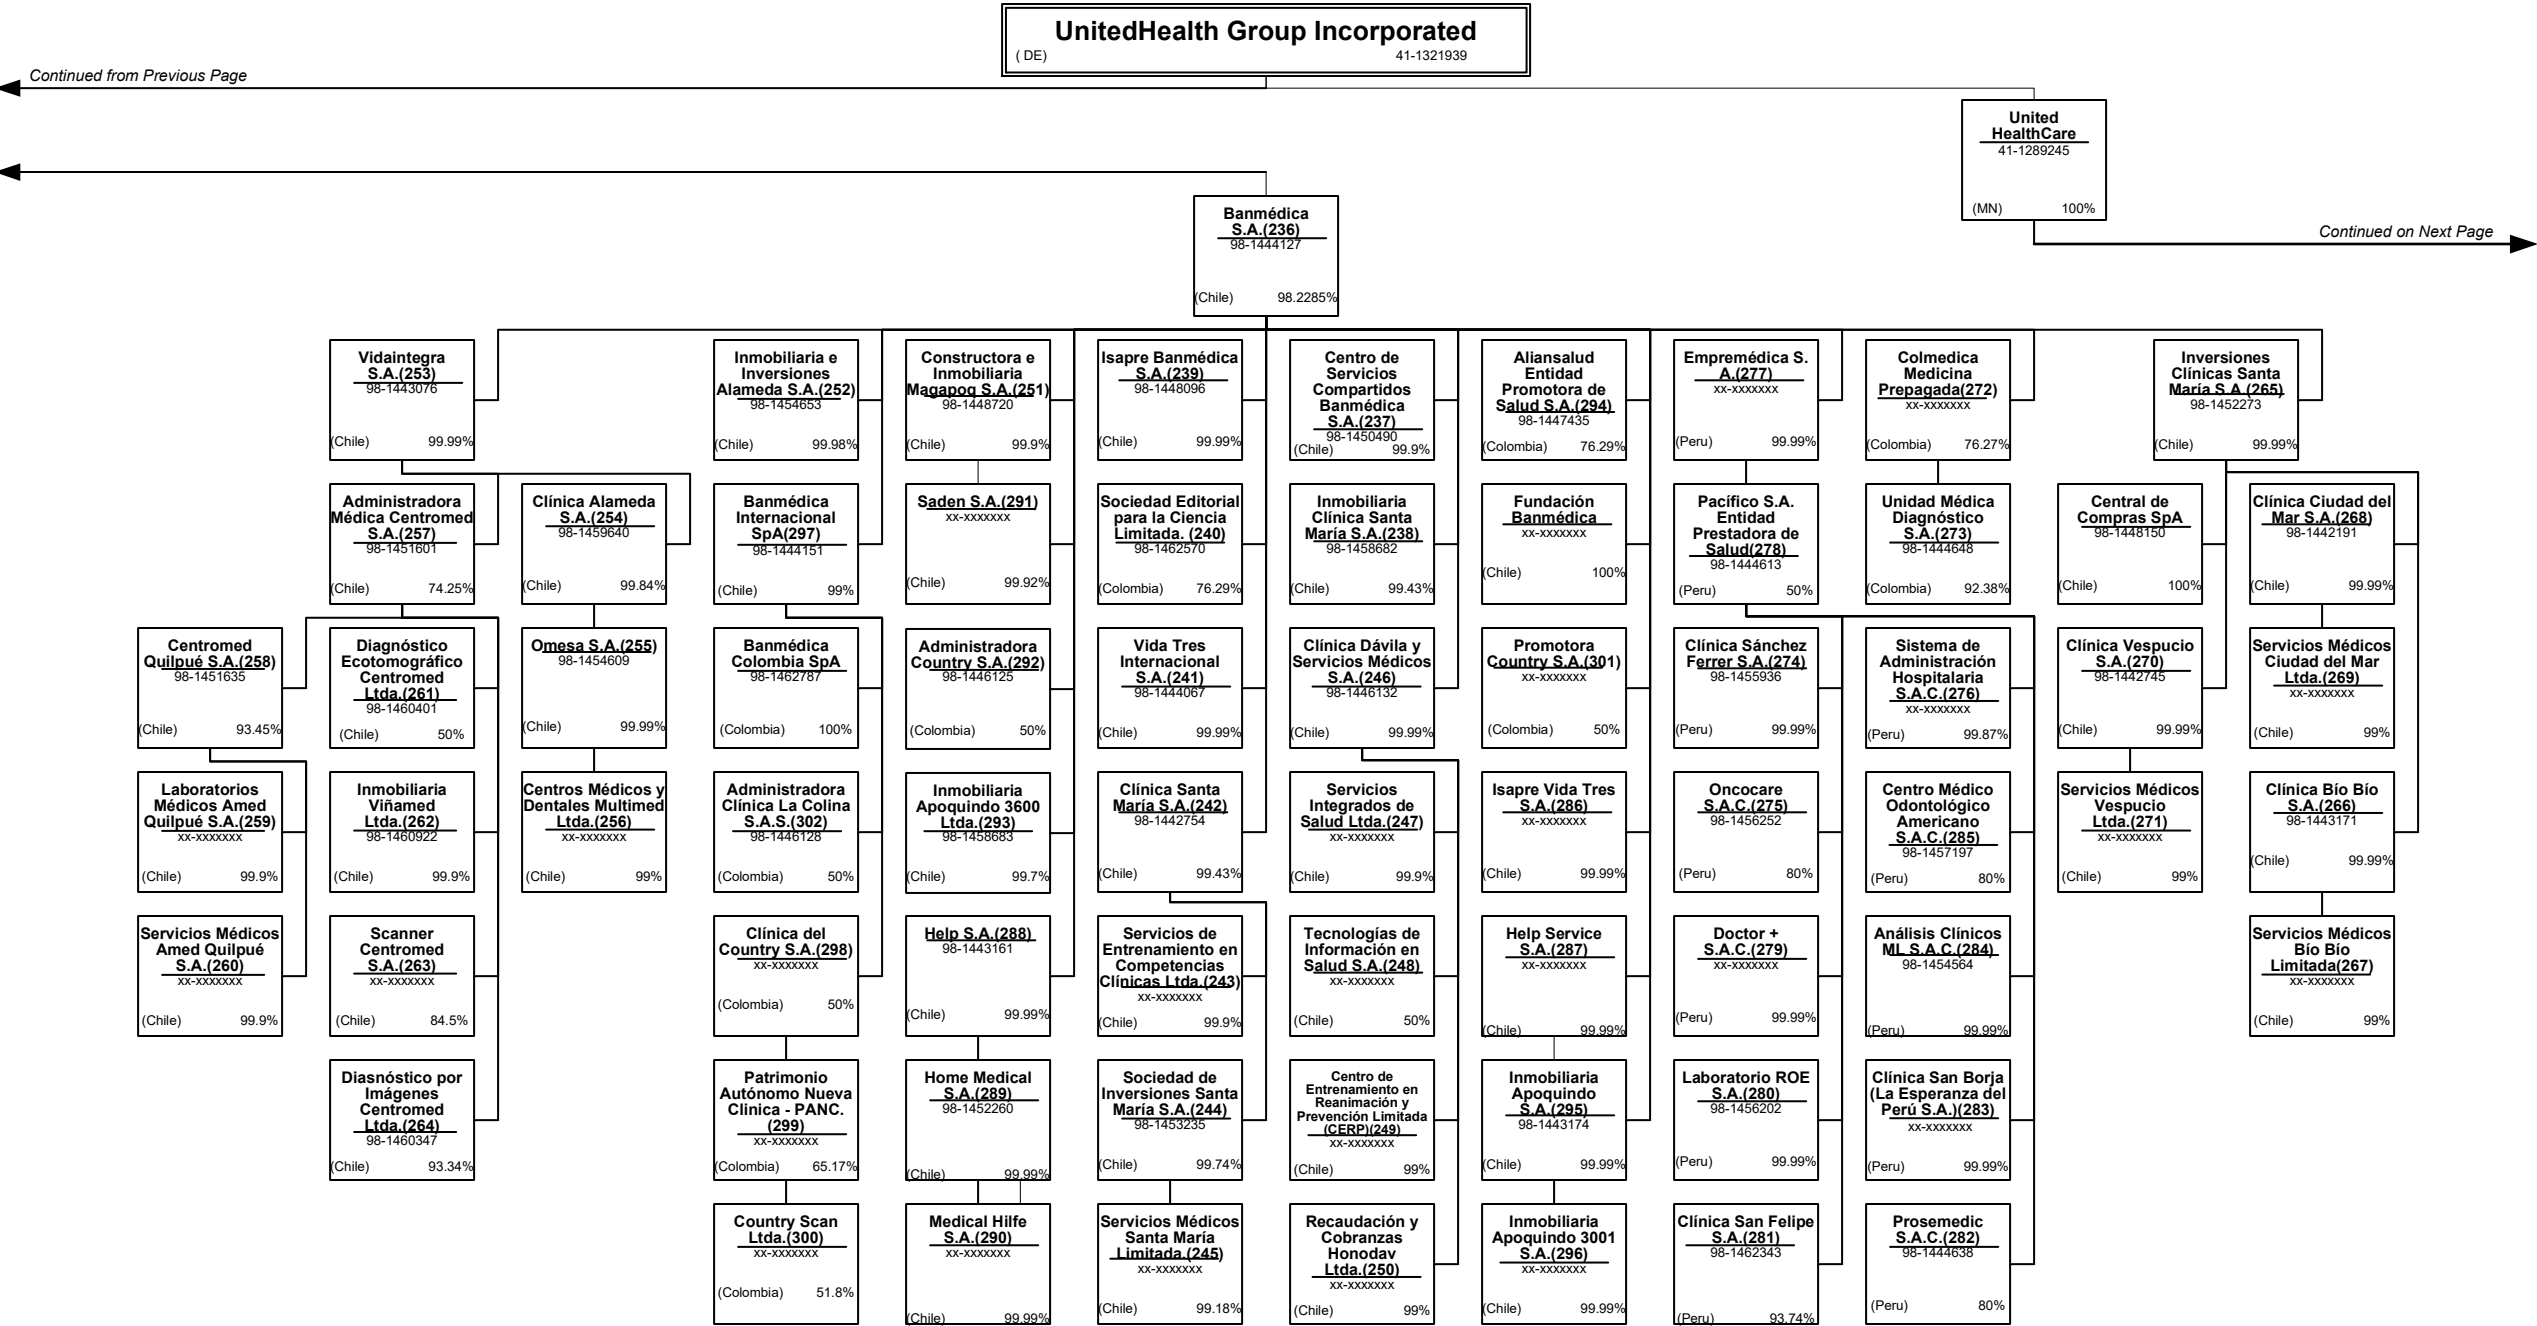 UnitedHealth Group Incorporated
( DE) 41-1321939
Continued from Previous Page
United
HealthCare
41-1289245
(MN) 100%
Continued on Next Page
Banmédica
S.A.(236)
98-1444127
(Chile) 98.2285%
Vidaintegra
S.A.(253)
98-1443076
(Chile) 99.99%
Inmobiliaria e
Inversiones
Alameda S.A.(252)
98-1454653
(Chile) 99.98%
Constructora e
Inmobiliaria
Magapoq S.A.(251)
98-1448720
(Chile) 99.9%
Isapre Banmédica
S.A.(239)
98-1448096
(Chile) 99.99%
Centro de
Servicios
Compartidos
Banmédica
S.A.(237)
98-1450490
(Chile) 99.9%
Aliansalud
Entidad
Promotora de
Salud S.A.(294)
98-1447435
(Colombia) 76.29%
Empremédica S.
A.(277)
xx-xxxxxxx
(Peru) 99.99%
Colmedica
Medicina
Prepagada(272)
xx-xxxxxxx
(Colombia) 76.27%
Inversiones
Clínicas Santa
María S.A.(265)
98-1452273
(Chile) 99.99%
Administradora
Médica Centromed
S.A.(257)
98-1451601
(Chile) 74.25%
Clínica Alameda
S.A.(254)
98-1459640
(Chile) 99.84%
Banmédica
Internacional
SpA(297)
98-1444151
(Chile) 99%
Saden S.A.(291)
xx-xxxxxxx
(Chile) 99.92%
Sociedad Editorial
para la Ciencia
Limitada. (240)
98-1462570
(Colombia) 76.29%
Inmobiliaria
Clínica Santa
María S.A.(238)
98-1458682
(Chile) 99.43%
Fundación
Banmédica
xx-xxxxxxx
(Chile) 100%
Pacífico S.A.
Entidad
Prestadora de
Salud(278)
98-1444613
(Peru) 50%
Unidad Médica
Diagnóstico
S.A.(273)
98-1444648
(Colombia) 92.38%
Central de
Compras SpA
98-1448150
(Chile) 100%
Clínica Ciudad del
Mar S.A.(268)
98-1442191
(Chile) 99.99%
Centromed
Quilpué S.A.(258)
98-1451635
(Chile) 93.45%
Diagnóstico
Ecotomográfico
Centromed
Ltda.(261)
98-1460401
(Chile) 50%
Omesa S.A.(255)
98-1454609
(Chile) 99.99%
Banmédica
Colombia SpA
98-1462787
(Colombia) 100%
Administradora
Country S.A.(292)
98-1446125
(Colombia) 50%
Vida Tres
Internacional
S.A.(241)
98-1444067
(Chile) 99.99%
Clínica Dávila y
Servicios Médicos
S.A.(246)
98-1446132
(Chile) 99.99%
Promotora
Country S.A.(301)
xx-xxxxxxx
(Colombia) 50%
Clínica Sánchez
Ferrer S.A.(274)
98-1455936
(Peru) 99.99%
Sistema de
Administración
Hospitalaria
S.A.C.(276)
xx-xxxxxxx
(Peru) 99.87%
Clínica Vespucio
S.A.(270)
98-1442745
(Chile) 99.99%
Servicios Médicos
Ciudad del Mar
Ltda.(269)
xx-xxxxxxx
(Chile) 99%
Laboratorios
Médicos Amed
Quilpué S.A.(259)
xx-xxxxxxx
(Chile) 99.9%
Inmobiliaria
Viñamed
Ltda.(262)
98-1460922
(Chile) 99.9%
Centros Médicos y
Dentales Multimed
Ltda.(256)
xx-xxxxxxx
(Chile) 99%
Administradora
Clínica La Colina
S.A.S.(302)
98-1446128
(Colombia) 50%
Inmobiliaria
Apoquindo 3600
Ltda.(293)
98-1458683
(Chile) 99.7%
Clínica Santa
María S.A.(242)
98-1442754
(Chile) 99.43%
Servicios
Integrados de
Salud Ltda.(247)
xx-xxxxxxx
(Chile) 99.9%
Isapre Vida Tres
S.A.(286)
xx-xxxxxxx
(Chile) 99.99%
Oncocare
S.A.C.(275)
98-1456252
(Peru) 80%
Centro Médico
Odontológico
Americano
S.A.C.(285)
98-1457197
(Peru) 80%
Servicios Médicos
Vespucio
Ltda.(271)
xx-xxxxxxx
(Chile) 99%
Clínica Bío Bío
S.A.(266)
98-1443171
(Chile) 99.99%
Servicios Médicos
Amed Quilpué
S.A.(260)
xx-xxxxxxx
(Chile) 99.9%
Scanner
Centromed
S.A.(263)
xx-xxxxxxx
(Chile) 84.5%
Clínica del
Country S.A.(298)
xx-xxxxxxx
(Colombia) 50%
Help S.A.(288)
98-1443161
(Chile) 99.99%
Servicios de
Entrenamiento en
Competencias
Clínicas Ltda.(243)
xx-xxxxxxx
(Chile) 99.9%
Tecnologías de
Información en
Salud S.A.(248)
xx-xxxxxxx
(Chile) 50%
Help Service
S.A.(287)
xx-xxxxxxx
(Chile) 99.99%
Doctor +
S.A.C.(279)
xx-xxxxxxx
(Peru) 99.99%
Análisis Clínicos
ML S.A.C.(284)
98-1454564
(Peru) 99.99%
Servicios Médicos
Bío Bío
Limitada(267)
xx-xxxxxxx
(Chile) 99%
Diasnóstico por
Imágenes
Centromed
Ltda.(264)
98-1460347
(Chile) 93.34%
Patrimonio
Autónomo Nueva
Clinica - PANC.
(299)
xx-xxxxxxx
(Colombia) 65.17%
Home Medical
S.A.(289)
98-1452260
(Chile) 99.99%
Sociedad de
Inversiones Santa
María S.A.(244)
98-1453235
(Chile) 99.74%
Centro de
Entrenamiento en
Reanimación y
Prevención Limitada
(CERP)(249)
xx-xxxxxxx
(Chile) 99%
Inmobiliaria
Apoquindo
S.A.(295)
98-1443174
(Chile) 99.99%
Laboratorio ROE
S.A.(280)
98-1456202
(Peru) 99.99%
Clínica San Borja
(La Esperanza del
Perú S.A.)(283)
xx-xxxxxxx
(Peru) 99.99%
Country Scan
Ltda.(300)
xx-xxxxxxx
(Colombia) 51.8%
Medical Hilfe
S.A.(290)
xx-xxxxxxx
(Chile) 99.99%
Servicios Médicos
Santa María
Limitada.(245)
xx-xxxxxxx
(Chile) 99.18%
Recaudación y
Cobranzas
Honodav
Ltda.(250)
xx-xxxxxxx
(Chile) 99%
Inmobiliaria
Apoquindo 3001
S.A.(296)
xx-xxxxxxx
(Chile) 99.99%
Clínica San Felipe
S.A.(281)
98-1462343
(Peru) 93.74%
Prosemedic
S.A.C.(282)
98-1444638
(Peru) 80%